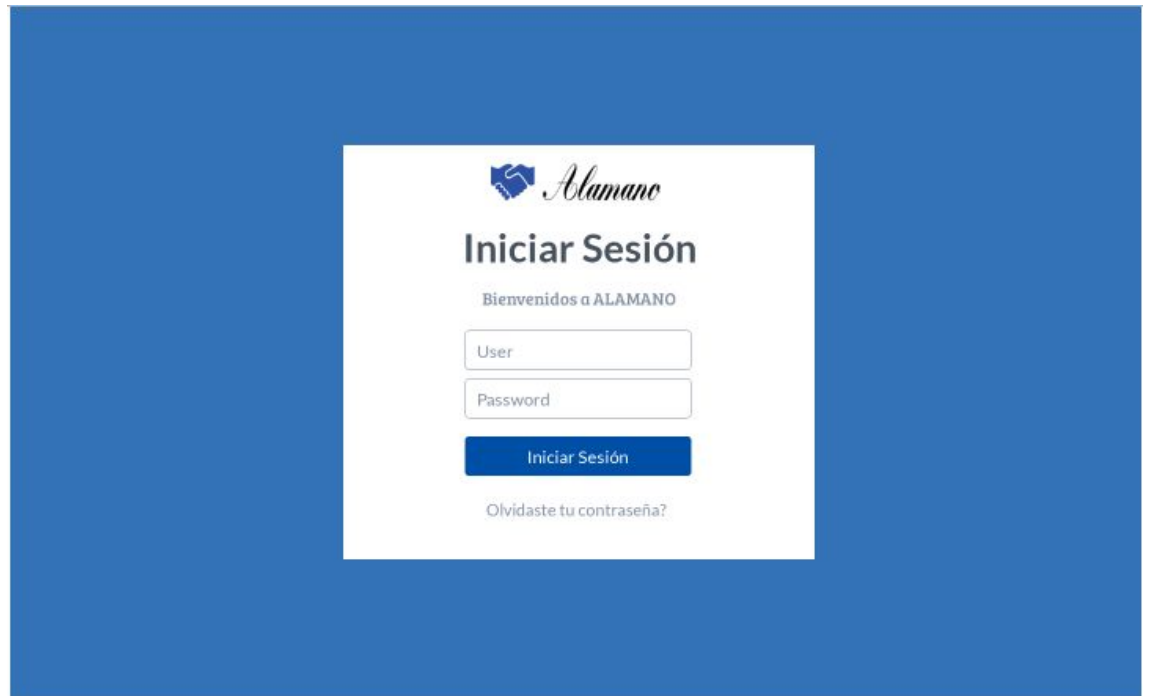 Alamano
Iniciar Sesión
Bienvenidos a ALAMANO
User
Password
Iniciar Sesión
Olvidaste tu contraseña?